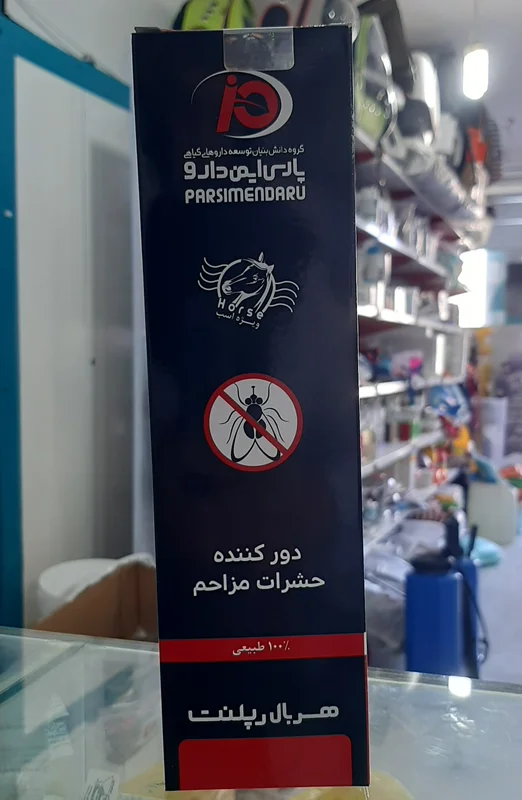 گروه دانش بنیان توسعه داروهای گیاهی
پارس ایمن دارو
PARSIMENDARU
Horse
ویژه اسب
دور کننده
حشرات مزاحم
۱۰۰٪ طبیعی
هربال رپلنت